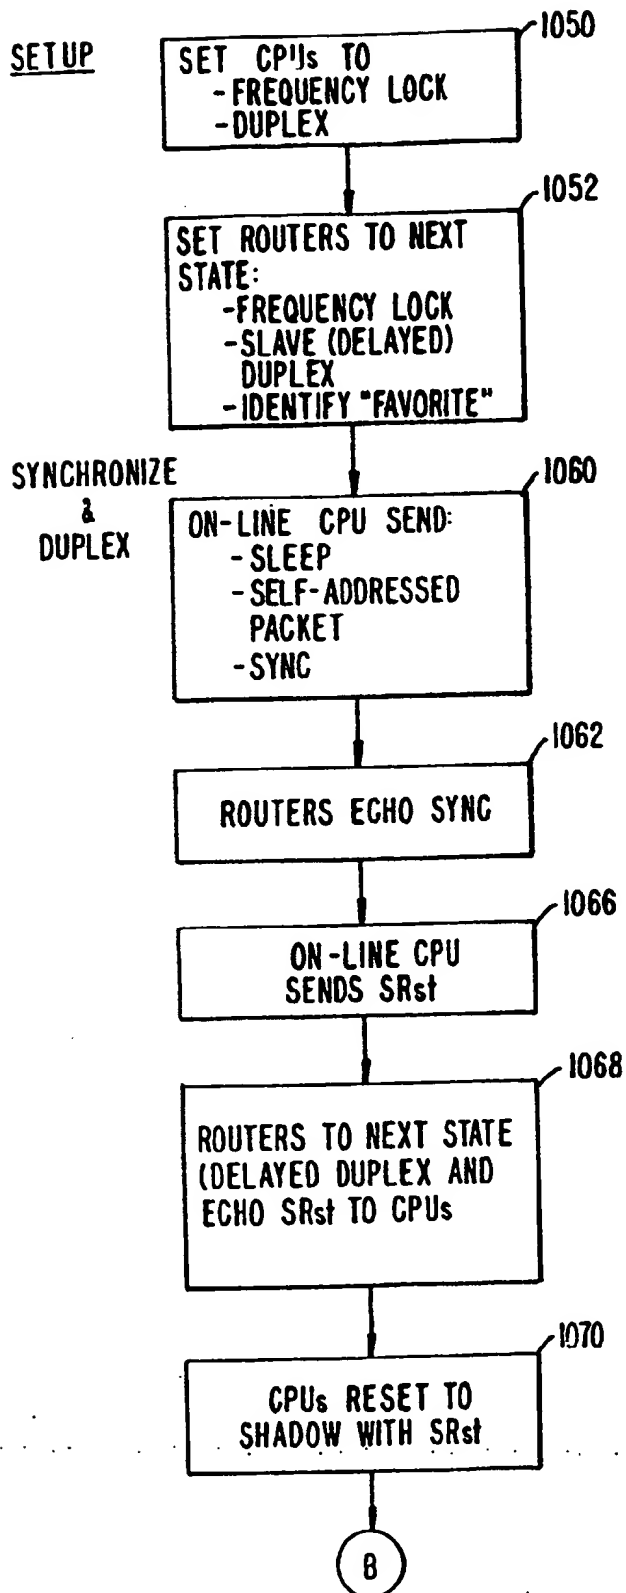 SETUP
1050
SET CPUs TO
-FREQUENCY LOCK
-DUPLEX
1052
SET ROUTERS TO NEXT
STATE:
-FREQUENCY LOCK
-SLAVE (DELAYED)
DUPLEX
-IDENTIFY "FAVORITE"
SYNCHRONIZE
&
DUPLEX
1060
ON-LINE CPU SEND:
-SLEEP
-SELF-ADDRESSED
PACKET
-SYNC
1062
ROUTERS ECHO SYNC
1066
ON-LINE CPU
SENDS SRst
1068
ROUTERS TO NEXT STATE
(DELAYED DUPLEX AND
ECHO SRst TO CPUs
1070
CPUs RESET TO
SHADOW WITH SRst
B